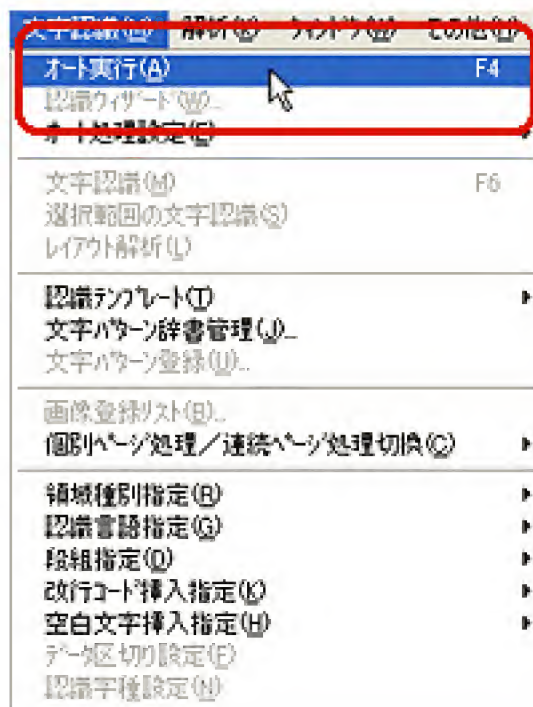 文字認識(M) 解析(K) ウィンドウ(W) その他(Y)
オート実行(A) F4
認識ウィザード(W)...
オート処理設定(E)
文字認識(M) F6
選択範囲の文字認識(S)
レイアウト解析(L)
認識テンプレート(T)
文字パターン辞書管理(J)...
文字パターン登録(U)...
画像登録リスト(B)...
個別ページ処理／連続ページ処理切換(C)
領域種別指定(R)
認識言語指定(G)
段組指定(D)
改行コード挿入指定(K)
空白文字挿入指定(H)
データ区切り設定(F)
認識字種設定(N)